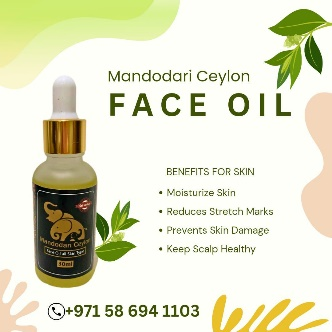 Mandodari Ceylon
FACE OIL
BENEFITS FOR SKIN
• Moisturize Skin
• Reduces Stretch Marks
• Prevents Skin Damage
• Keep Scalp Healthy
Mandodari Ceylon
50ml
+971 58 694 1103